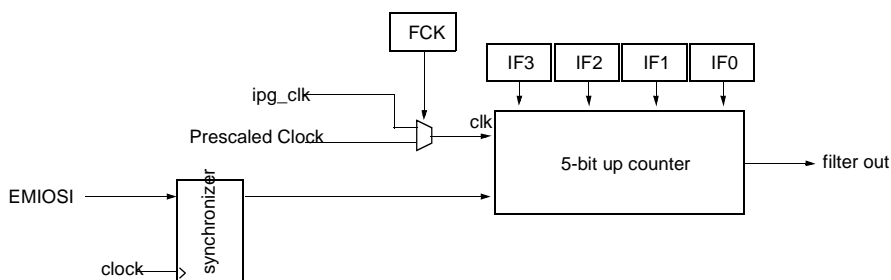 FCK
IF3 IF2 IF1 IF0
ipg_clk
clk
Prescaled Clock
5-bit up counter
filter out
EMIOSI
synchronizer
clock